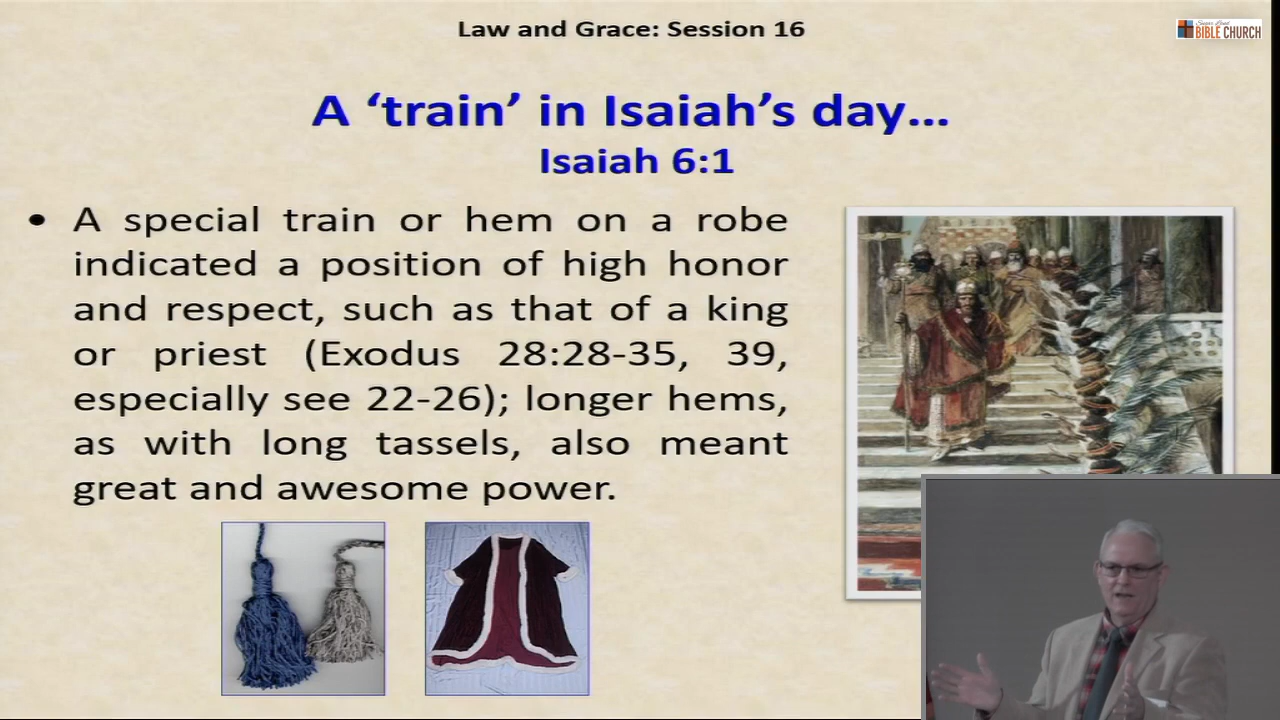 Law and Grace: Session 16
Sugar Land
BIBLE CHURCH
A ‘train’ in Isaiah’s day…
Isaiah 6:1
• A special train or hem on a robe
indicated a position of high honor
and respect, such as that of a king
or priest (Exodus 28:28-35, 39,
especially see 22-26); longer hems,
as with long tassels, also meant
great and awesome power.